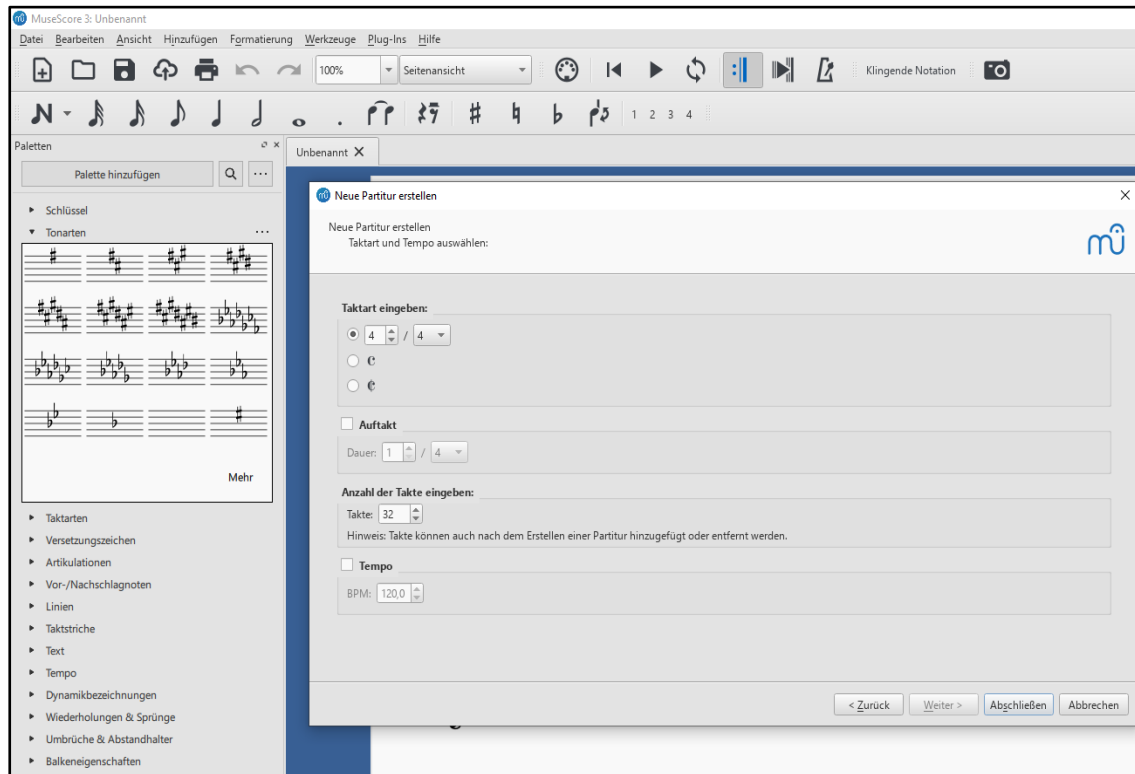 MuseScore 3: Unbenannt
Datei Bearbeiten Ansicht Hinzufügen Formatierung Werkzeuge Plug-Ins Hilfe
100% Seitenansicht Klingende Notation
1 2 3 4
Paletten
Unbenannt
Palette hinzufügen
Schlüssel
Tonarten
Mehr
Taktarten
Versetzungszeichen
Artikulationen
Vor-/Nachschlagnoten
Linien
Taktstriche
Text
Tempo
Dynamikbezeichnungen
Wiederholungen & Sprünge
Umbrüche & Abstandhalter
Balkeneigenschaften
Neue Partitur erstellen
Neue Partitur erstellen
Taktart und Tempo auswählen:
Taktart eingeben:
4 / 4
Auftakt
Dauer: 1 / 4
Anzahl der Takte eingeben:
Takte: 32
Hinweis: Takte können auch nach dem Erstellen einer Partitur hinzugefügt oder entfernt werden.
Tempo
BPM: 120,0
< Zurück Weiter > Abschließen Abbrechen